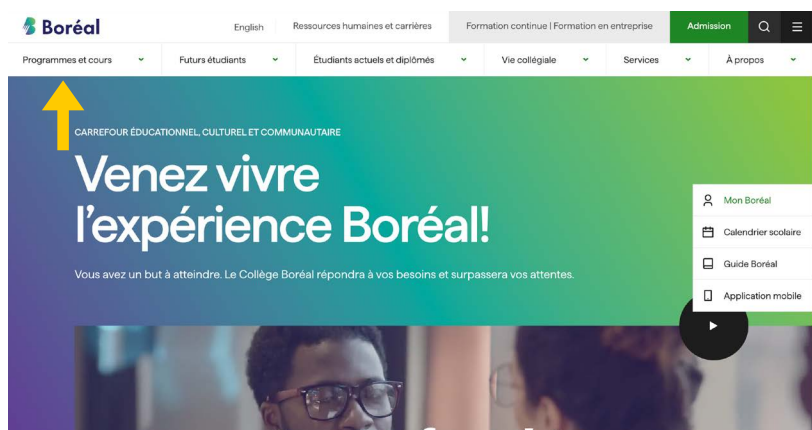 Boréal
English
Ressources humaines et carrières
Formation continue | Formation en entreprise
Admission
Programmes et cours
Futurs étudiants
Étudiants actuels et diplômés
Vie collégiale
Services
À propos
CARREFOUR ÉDUCATIONNEL, CULTUREL ET COMMUNAUTAIRE
Venez vivre
l'expérience Boréal!
Vous avez un but à atteindre. Le Collège Boréal répondra à vos besoins et surpassera vos attentes.
Mon Boréal
Calendrier scolaire
Guide Boréal
Application mobile